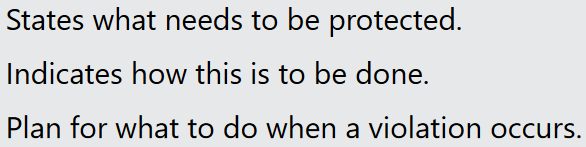 States what needs to be protected.
Indicates how this is to be done.
Plan for what to do when a violation occurs.